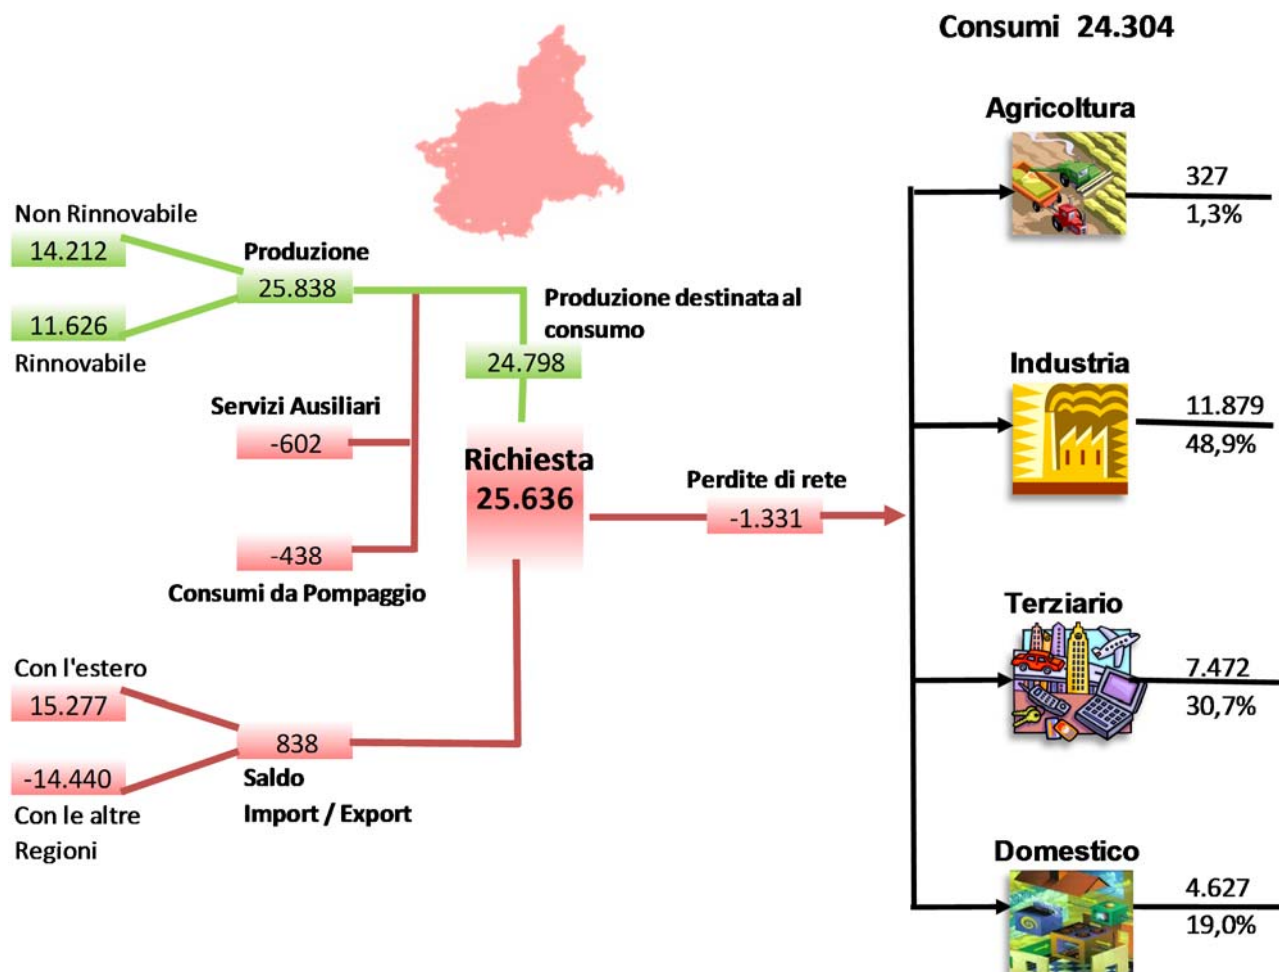 Consumi 24.304
Non Rinnovabile
14.212
11.626
Rinnovabile
Produzione
25.838
Produzione destinata al
consumo
24.798
Servizi Ausiliari
-602
-438
Consumi da Pompaggio
Richiesta
25.636
Con l'estero
15.277
-14.440
Con le altre
Regioni
838
Saldo
Import / Export
Perdite di rete
-1.331
Agricoltura
327
1,3%
Industria
11.879
48,9%
Terziario
7.472
30,7%
Domestico
4.627
19,0%